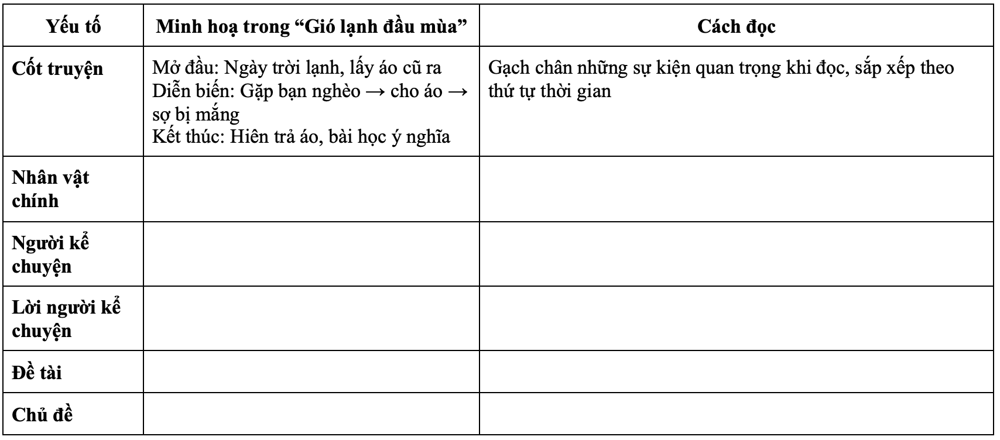 Yếu tố
Minh hoạ trong “Gió lạnh đầu mùa”
Cách đọc
Cốt truyện
Mở đầu: Ngày trời lạnh, lấy áo cũ ra
Diễn biến: Gặp bạn nghèo → cho áo →
sợ bị mắng
Kết thúc: Hiên trả áo, bài học ý nghĩa
Gạch chân những sự kiện quan trọng khi đọc, sắp xếp theo
thứ tự thời gian
Nhân vật
chính
Người kể
chuyện
Lời người kể
chuyện
Đề tài
Chủ đề